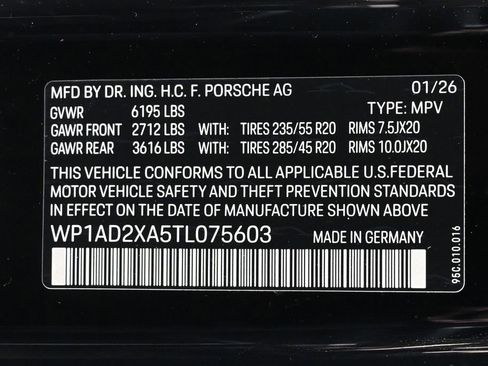 MFD BY DR. ING. H.C. F. PORSCHE AG 01/26
GVWR 6195 LBS TYPE: MPV
GAWR FRONT 2712 LBS WITH: TIRES 235/55 R20 RIMS 7.5JX20
GAWR REAR 3616 LBS WITH: TIRES 285/45 R20 RIMS 10.0JX20
THIS VEHICLE CONFORMS TO ALL APPLICABLE U.S.FEDERAL
MOTOR VEHICLE SAFETY AND THEFT PREVENTION STANDARDS
IN EFFECT ON THE DATE OF MANUFACTURE SHOWN ABOVE
WP1AD2XA5TL075603 MADE IN GERMANY
95C.010.016